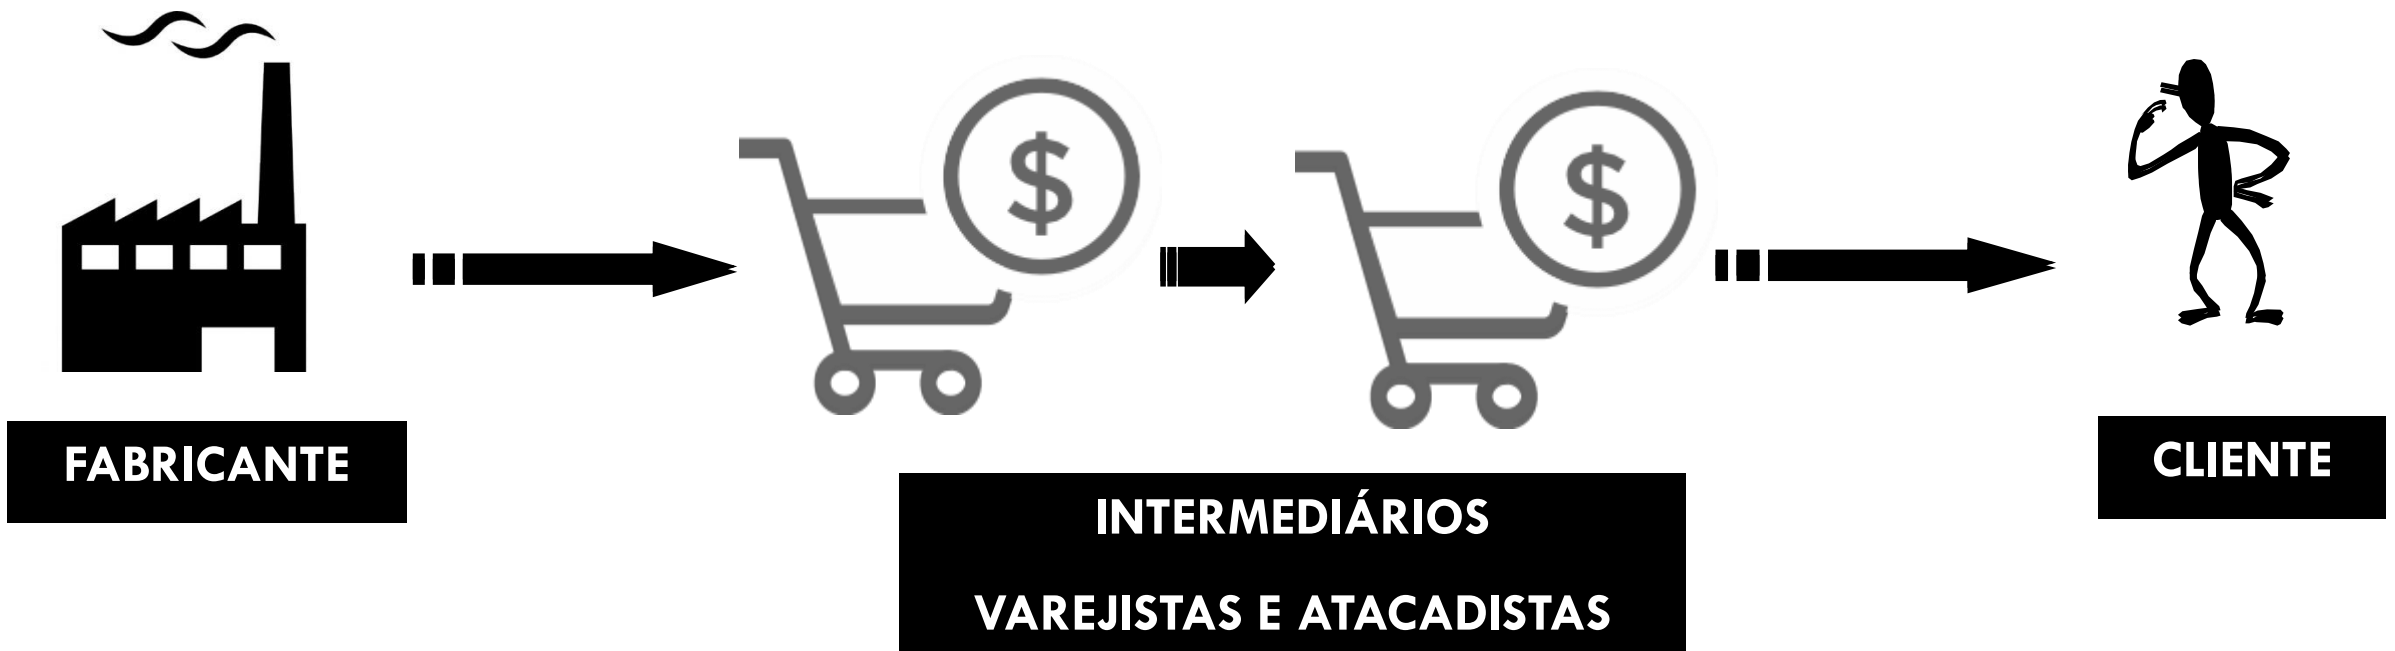 FABRICANTE
$
$
CLIENTE
INTERMEDIÁRIOS
VAREJISTAS E ATACADISTAS